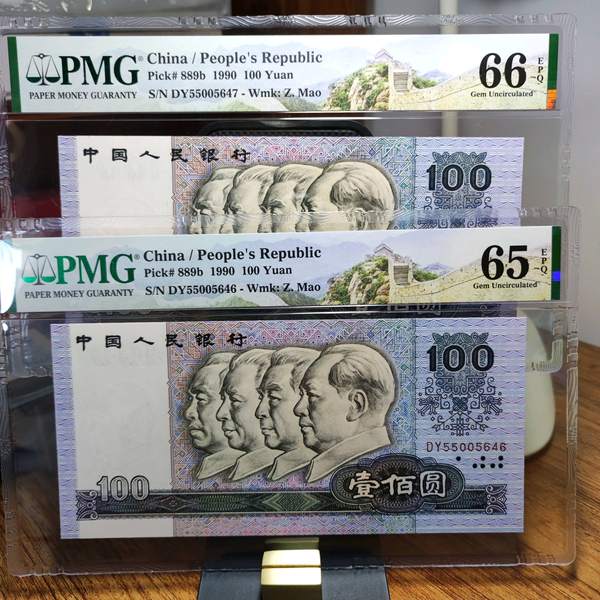 PMG
PAPER MONEY GUARANTY
China / People's Republic
Pick# 889b 1990 100 Yuan
S/N DY55005647 - Wmk: Z. Mao
66
EPQ
Gem Uncirculated
中国人民银行
100
PMG
PAPER MONEY GUARANTY
China / People's Republic
Pick# 889b 1990 100 Yuan
S/N DY55005646 - Wmk: Z. Mao
65
EPQ
Gem Uncirculated
中国人民银行
100
DY55005646
100
壹佰圆